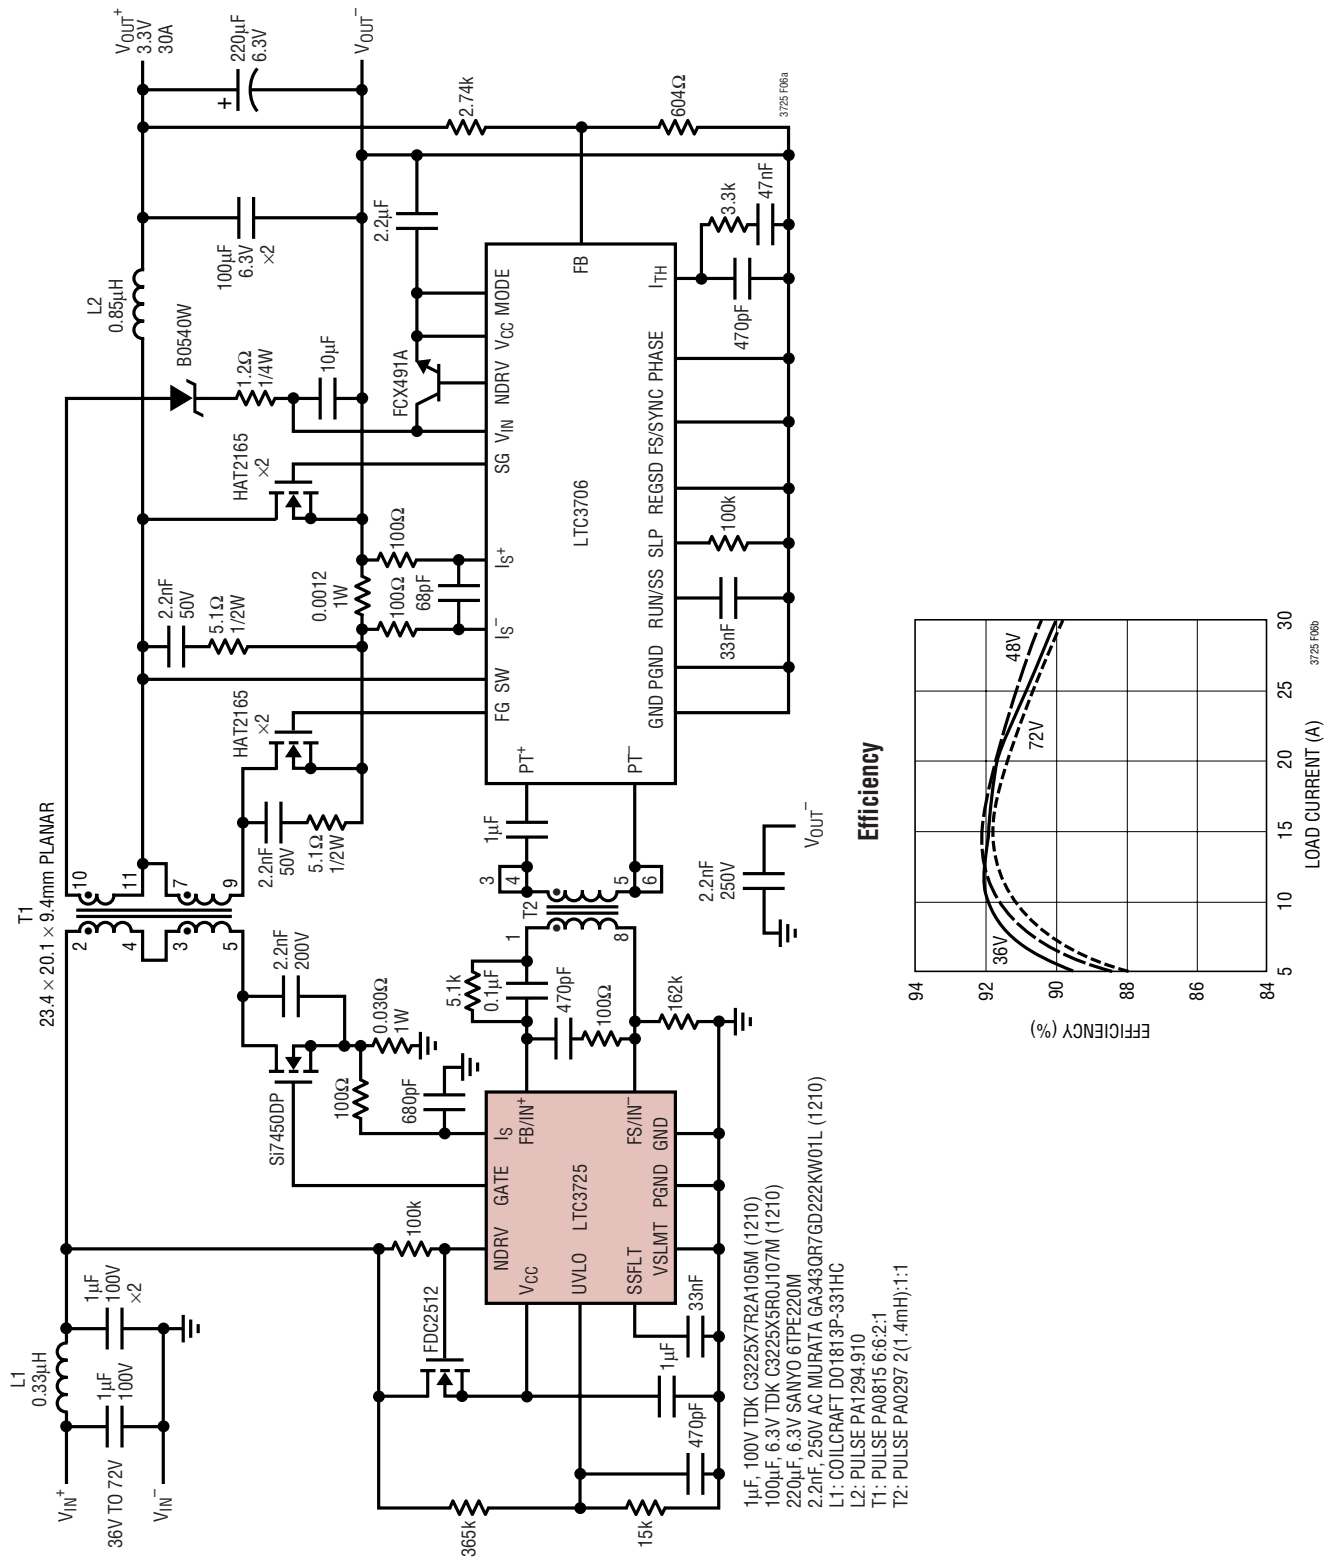 VIN+
36V TO 72V
VIN−
L1
0.33µH
1µF
100V
1µF
100V
×2
T1
23.4 × 20.1 × 9.4mm PLANAR
2
4
3
5
10
11
7
9
Si7450DP
2.2nF
200V
0.030Ω
1W
100Ω
680pF
2.2nF
50V
5.1Ω
1/2W
HAT2165
×2
2.2nF
50V
5.1Ω
1/2W
0.0012
1W
100Ω
100Ω
68pF
HAT2165
×2
B0540W
1.2Ω
1/4W
10µF
L2
0.85µH
100µF
6.3V
×2
VOUT+
3.3V
30A
+
220µF
6.3V
VOUT−
FCX491A
2.2µF
2.74k
604Ω
365k
15k
470pF
FDC2512
100k
1µF
33nF
NDRV
GATE
IS
FB/IN+
VCC
UVLO
LTC3725
SSFLT
VSLMT
PGND
GND
FS/IN−
5.1k
0.1µF
470pF
100Ω
162k
T2
1
8
3
4
5
6
1µF
PT+
PT−
FG
SW
IS−
IS+
SG
VIN
NDRV
VCC
MODE
LTC3706
FB
GND
PGND
RUN/SS
SLP
REGSD
FS/SYNC
PHASE
ITH
33nF
100k
470pF
3.3k
47nF
3725 F06a
2.2nF
250V
VOUT−
1µF, 100V TDK C3225X7R2A105M (1210)
100µF, 6.3V TDK C3225X5R0J107M (1210)
220µF, 6.3V SANYO 6TPE220M
2.2nF, 250V AC MURATA GA343QR7GD222KW01L (1210)
L1: COILCRAFT DO1813P-331HC
L2: PULSE PA1294.910
T1: PULSE PA0815 6:6:2:1
T2: PULSE PA0297 2(1.4mH):1:1
Efficiency
EFFICIENCY (%)
94
92
90
88
86
84
36V
72V
48V
5
10
15
20
25
30
LOAD CURRENT (A)
3725 F06b